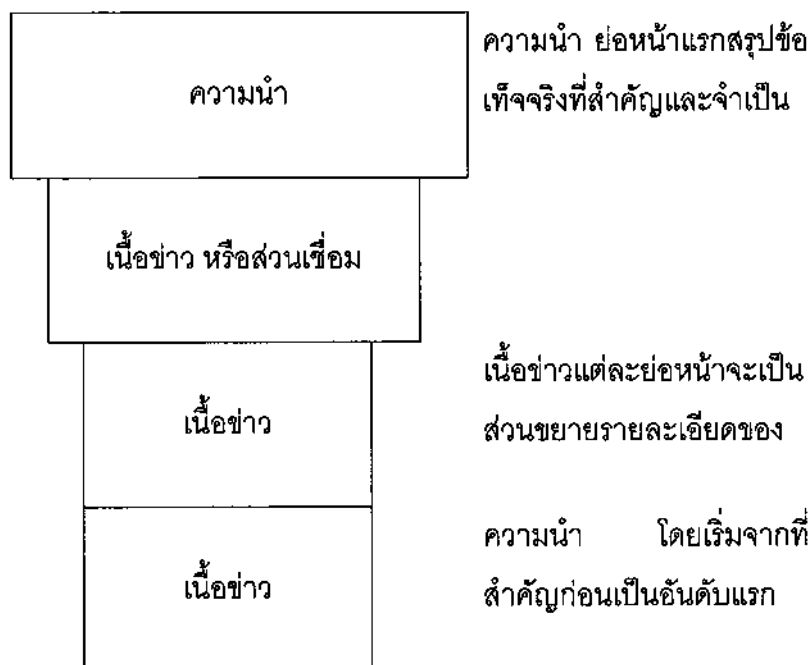 ความนำ
ความนำ ย่อหน้าแรกสรุปข้อ
เท็จจริงที่สำคัญและจำเป็น
เนื้อข่าว หรือส่วนเชื่อม
เนื้อข่าว
เนื้อข่าวแต่ละย่อหน้าจะเป็น
ส่วนขยายรายละเอียดของ
เนื้อข่าว
ความนำ โดยเริ่มจากที่
สำคัญก่อนเป็นอันดับแรก